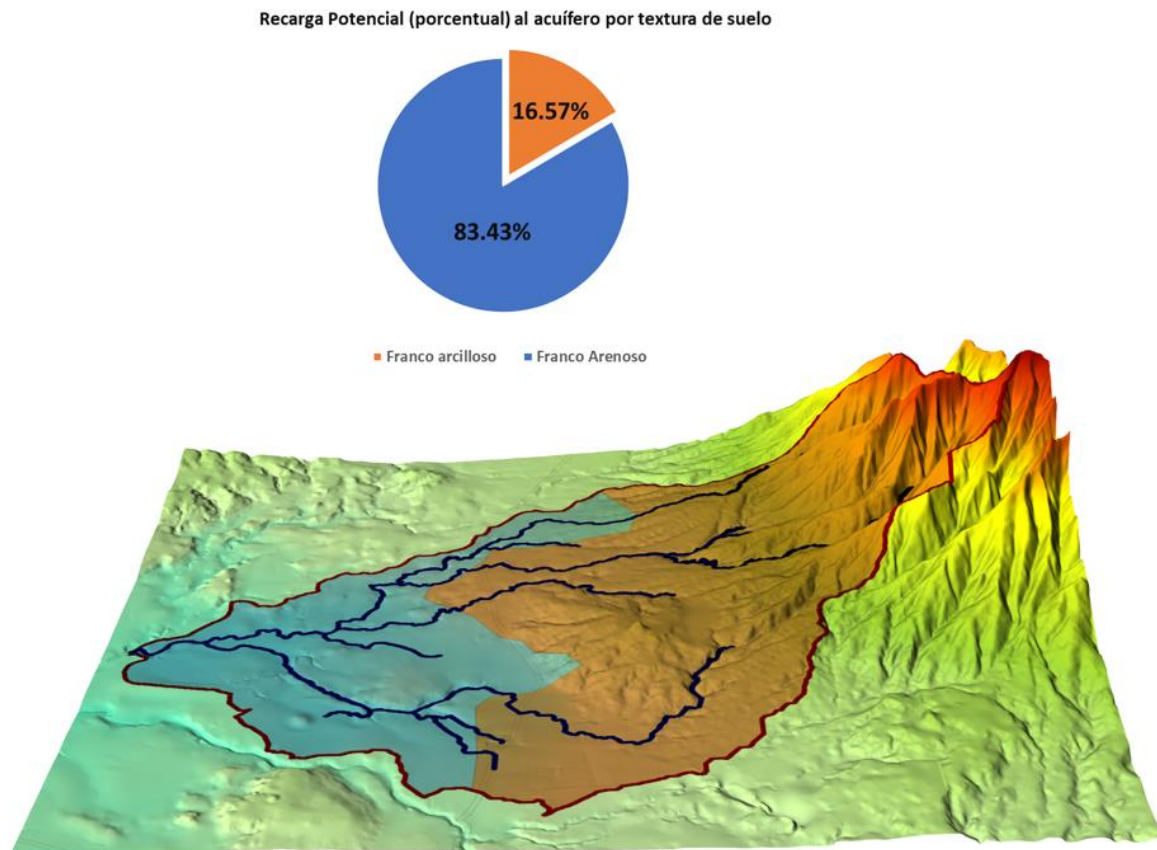 Recarga Potencial (porcentual) al acuífero por textura de suelo
16.57%
83.43%
Franco arcilloso Franco Arenoso